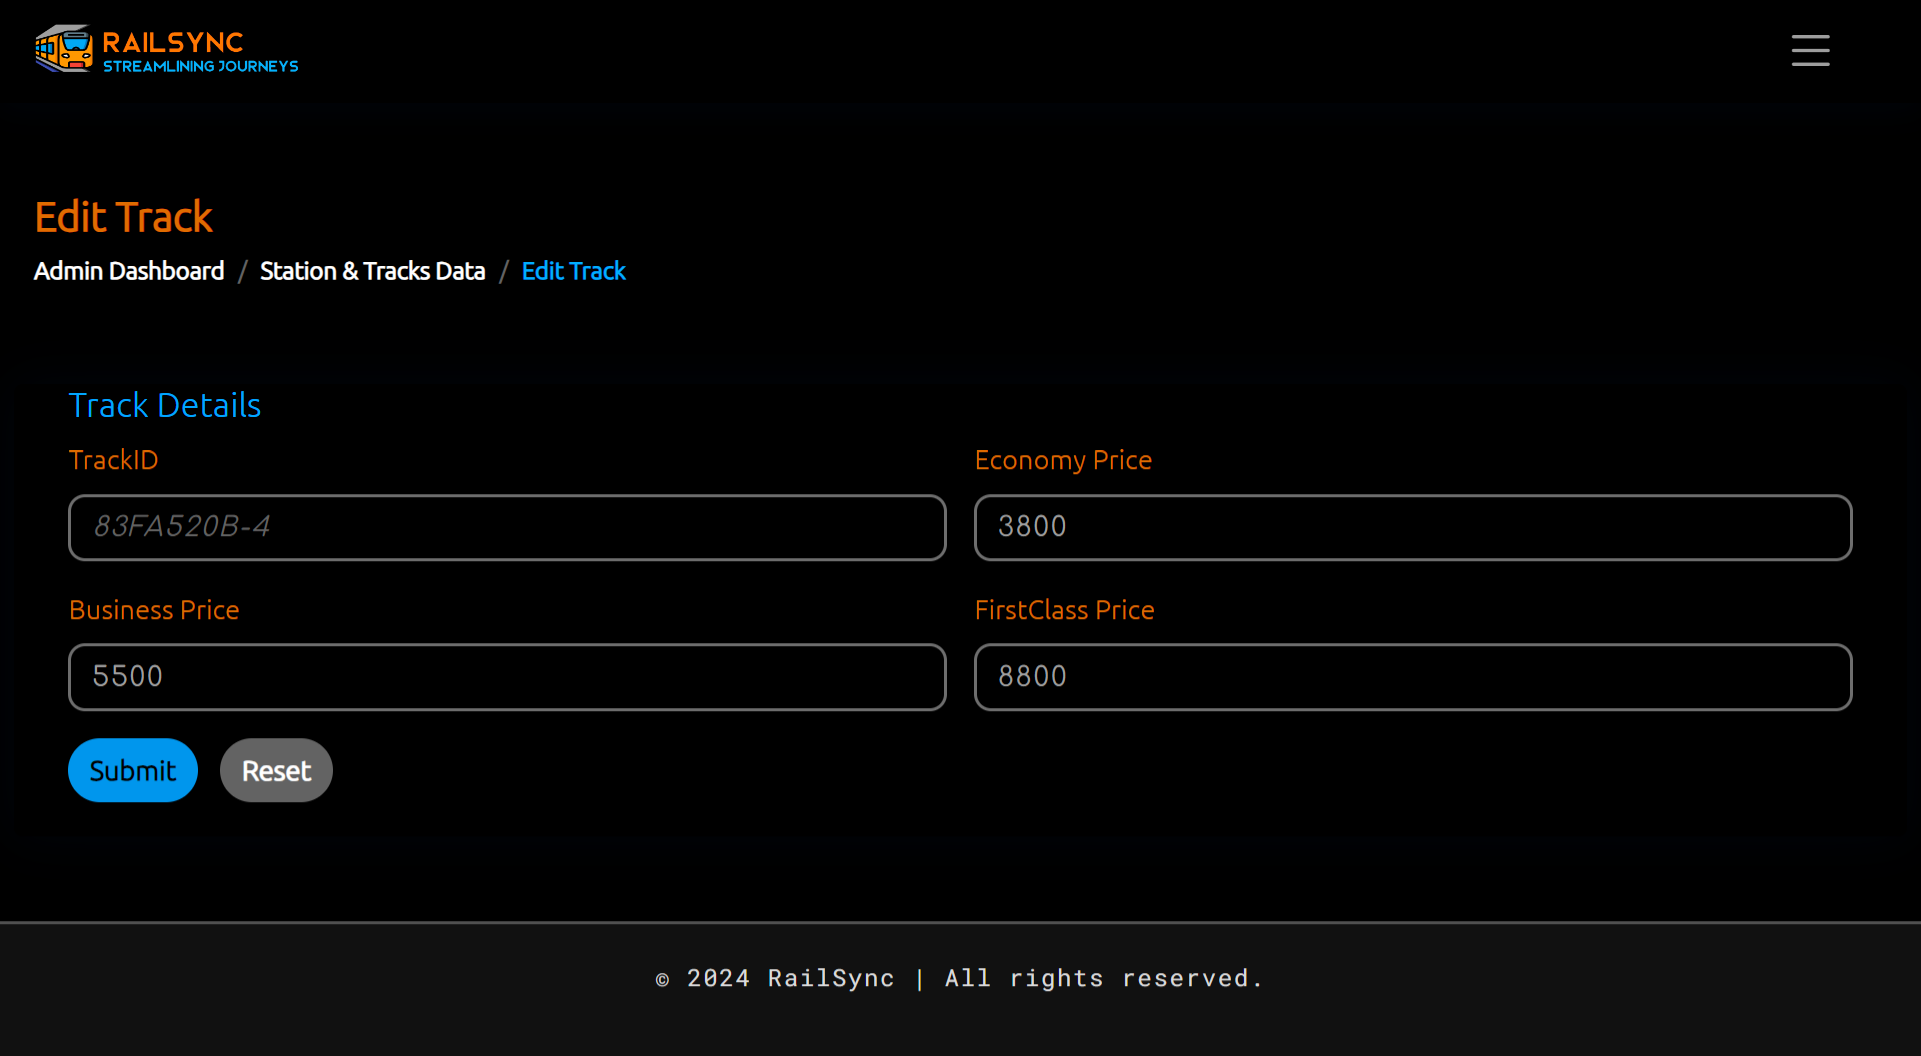 RAILSYNC
STREAMLINING JOURNEYS
Edit Track
Admin Dashboard / Station & Tracks Data / Edit Track
Track Details
TrackID
Economy Price
83FA520B-4
3800
Business Price
FirstClass Price
5500
8800
Submit
Reset
© 2024 RailSync | All rights reserved.